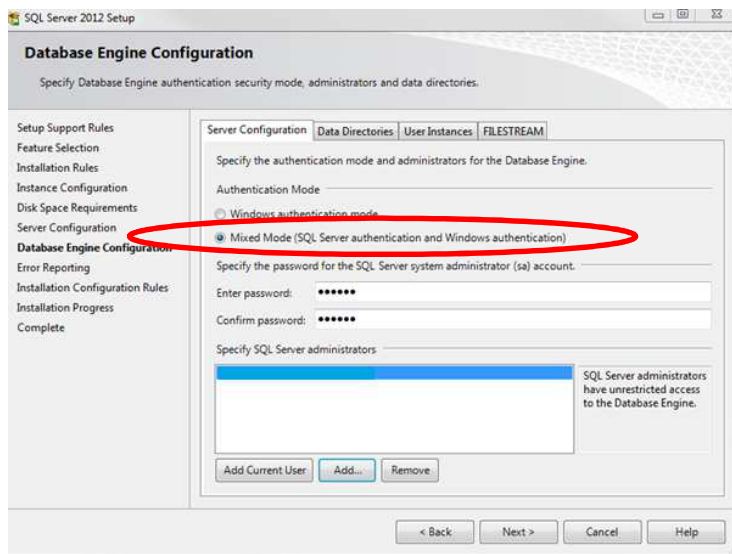 SQL Server 2012 Setup
Database Engine Configuration
Specify Database Engine authentication security mode, administrators and data directories.
Setup Support Rules
Feature Selection
Installation Rules
Instance Configuration
Disk Space Requirements
Server Configuration
Database Engine Configuration
Error Reporting
Installation Configuration Rules
Installation Progress
Complete
Server Configuration Data Directories User Instances FILESTREAM
Specify the authentication mode and administrators for the Database Engine.
Authentication Mode
Windows authentication mode
Mixed Mode (SQL Server authentication and Windows authentication)
Specify the password for the SQL Server system administrator (sa) account.
Enter password: ●●●●●●
Confirm password: ●●●●●●
Specify SQL Server administrators
SQL Server administrators
have unrestricted access
to the Database Engine.
Add Current User Add... Remove
< Back Next > Cancel Help